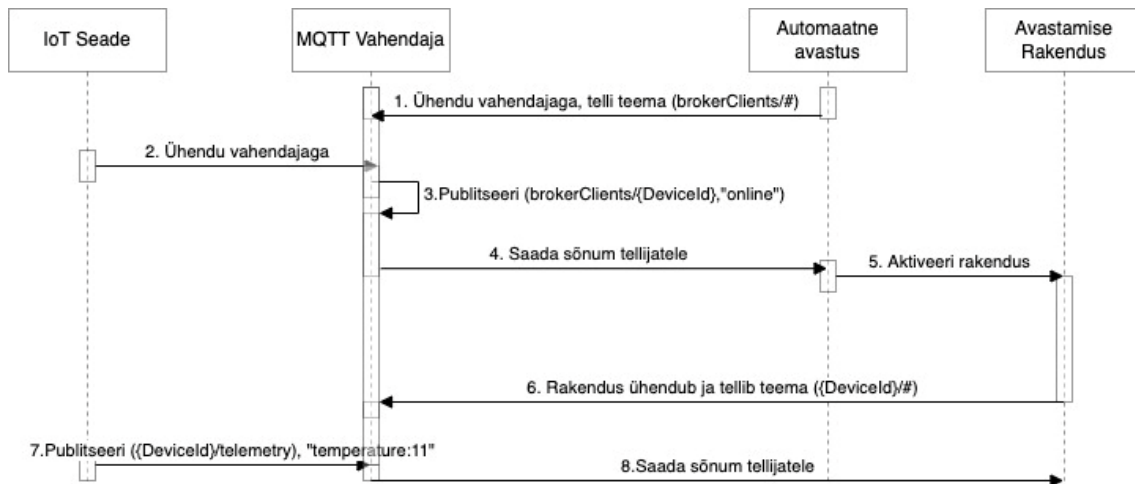 IoT Seade
MQTT Vahendaja
Automaatne
avastus
Avastamise
Rakendus
1. Ühendu vahendajaga, telli teema (brokerClients/#)
2. Ühendu vahendajaga
3.Publitseeri (brokerClients/{DeviceId},"online")
4. Saada sõnum tellijatele
5. Aktiveeri rakendus
6. Rakendus ühendub ja tellib teema ({DeviceId}/#)
7.Publitseeri ({DeviceId}/telemetry), "temperature:11"
8.Saada sõnum tellijatele